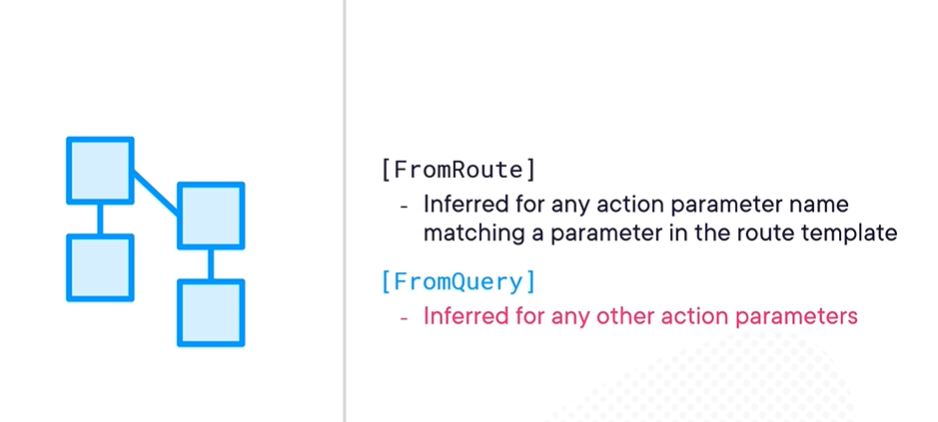 [FromRoute]
- Inferred for any action parameter name
matching a parameter in the route template
[FromQuery]
- Inferred for any other action parameters